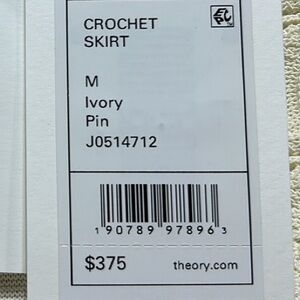 CROCHET
SKIRT
M
Ivory
Pin
J0514712
1 90789 97896 3
$375 theory.com